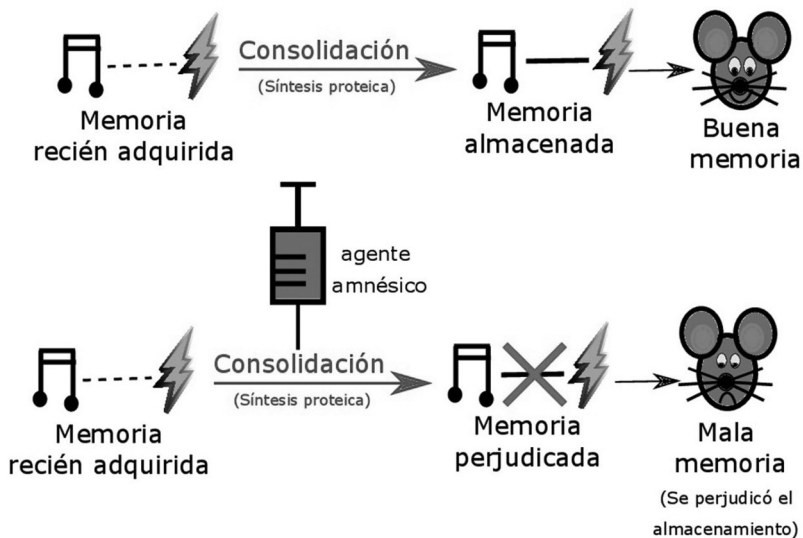 Consolidación
(Síntesis proteica)
Memoria
recién adquirida
Memoria
almacenada
Buena
memoria
agente
amnésico
Consolidación
(Síntesis proteica)
Memoria
recién adquirida
Memoria
perjudicada
Mala
memoria
(Se perjudicó el
almacenamiento)